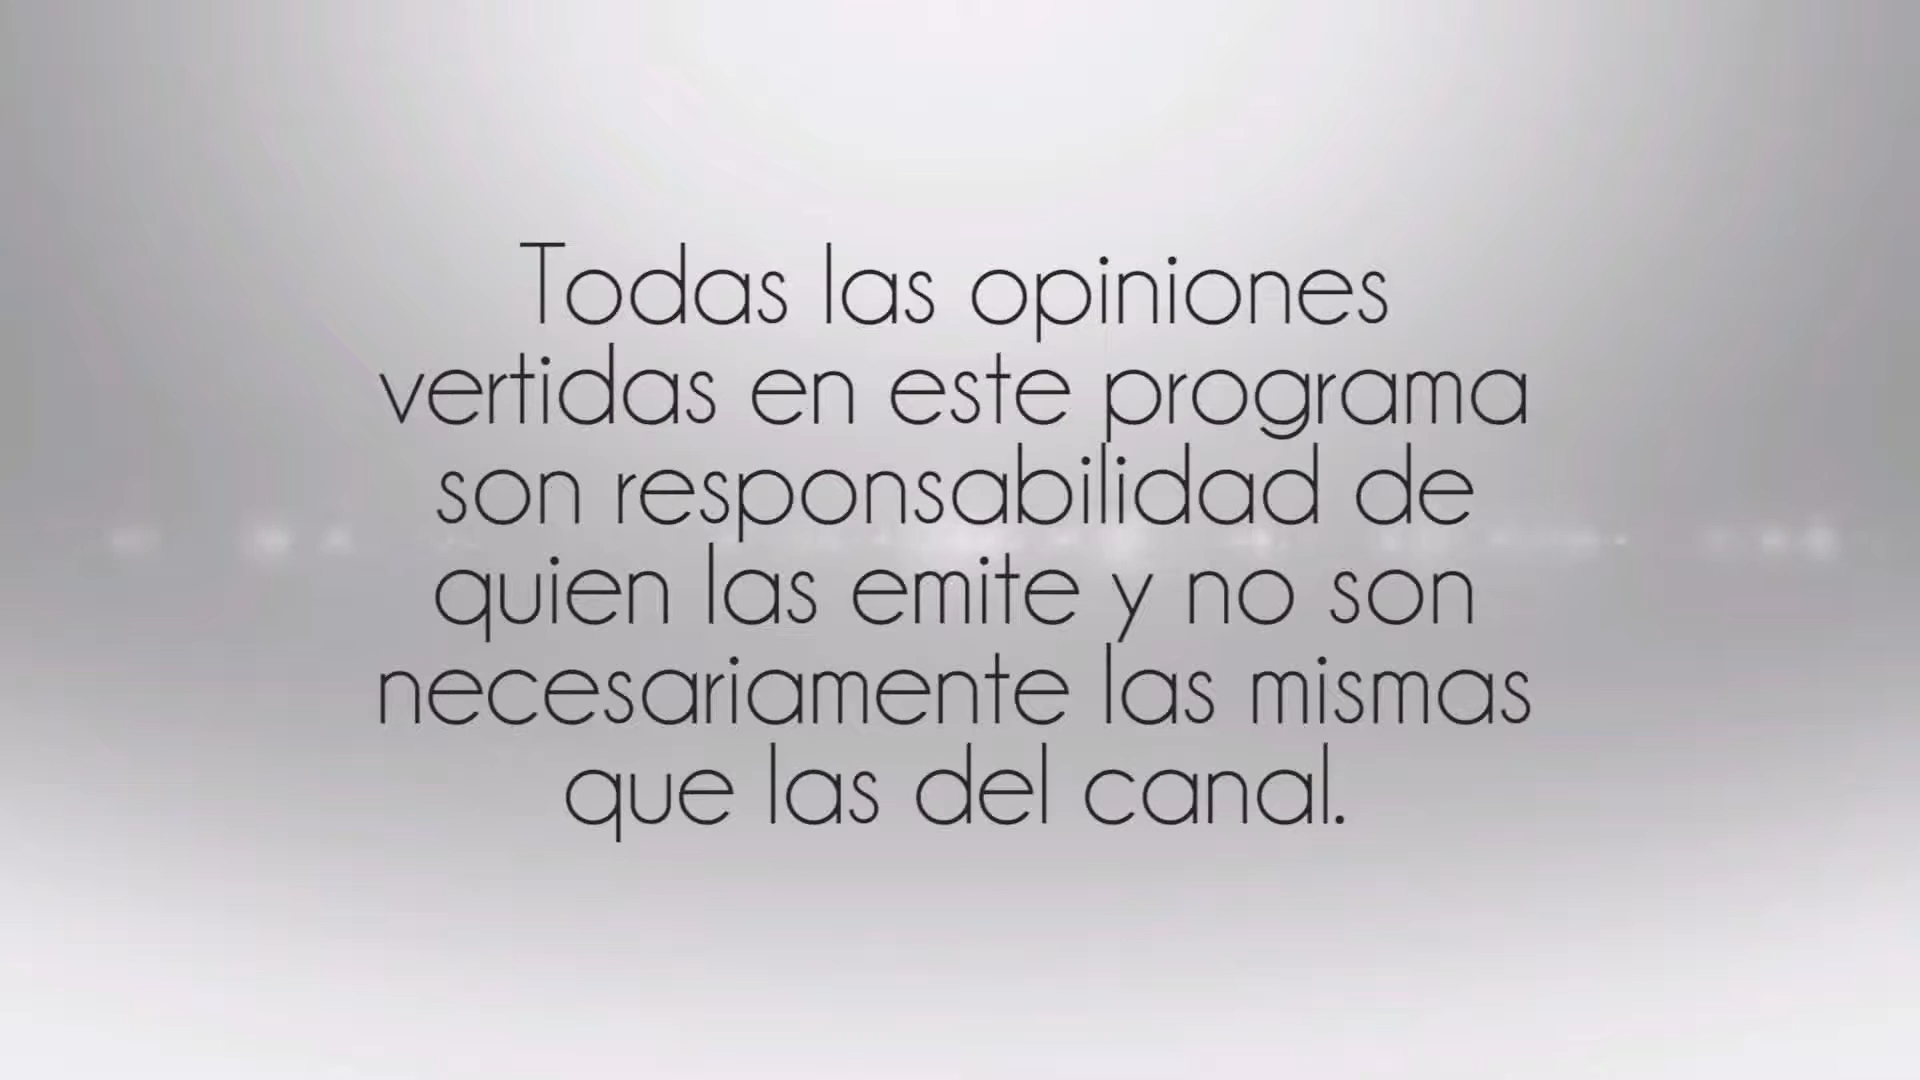 Todas las opiniones
vertidas en este programa
son responsabilidad de
quien las emite y no son
necesariamente las mismas
que las del canal.